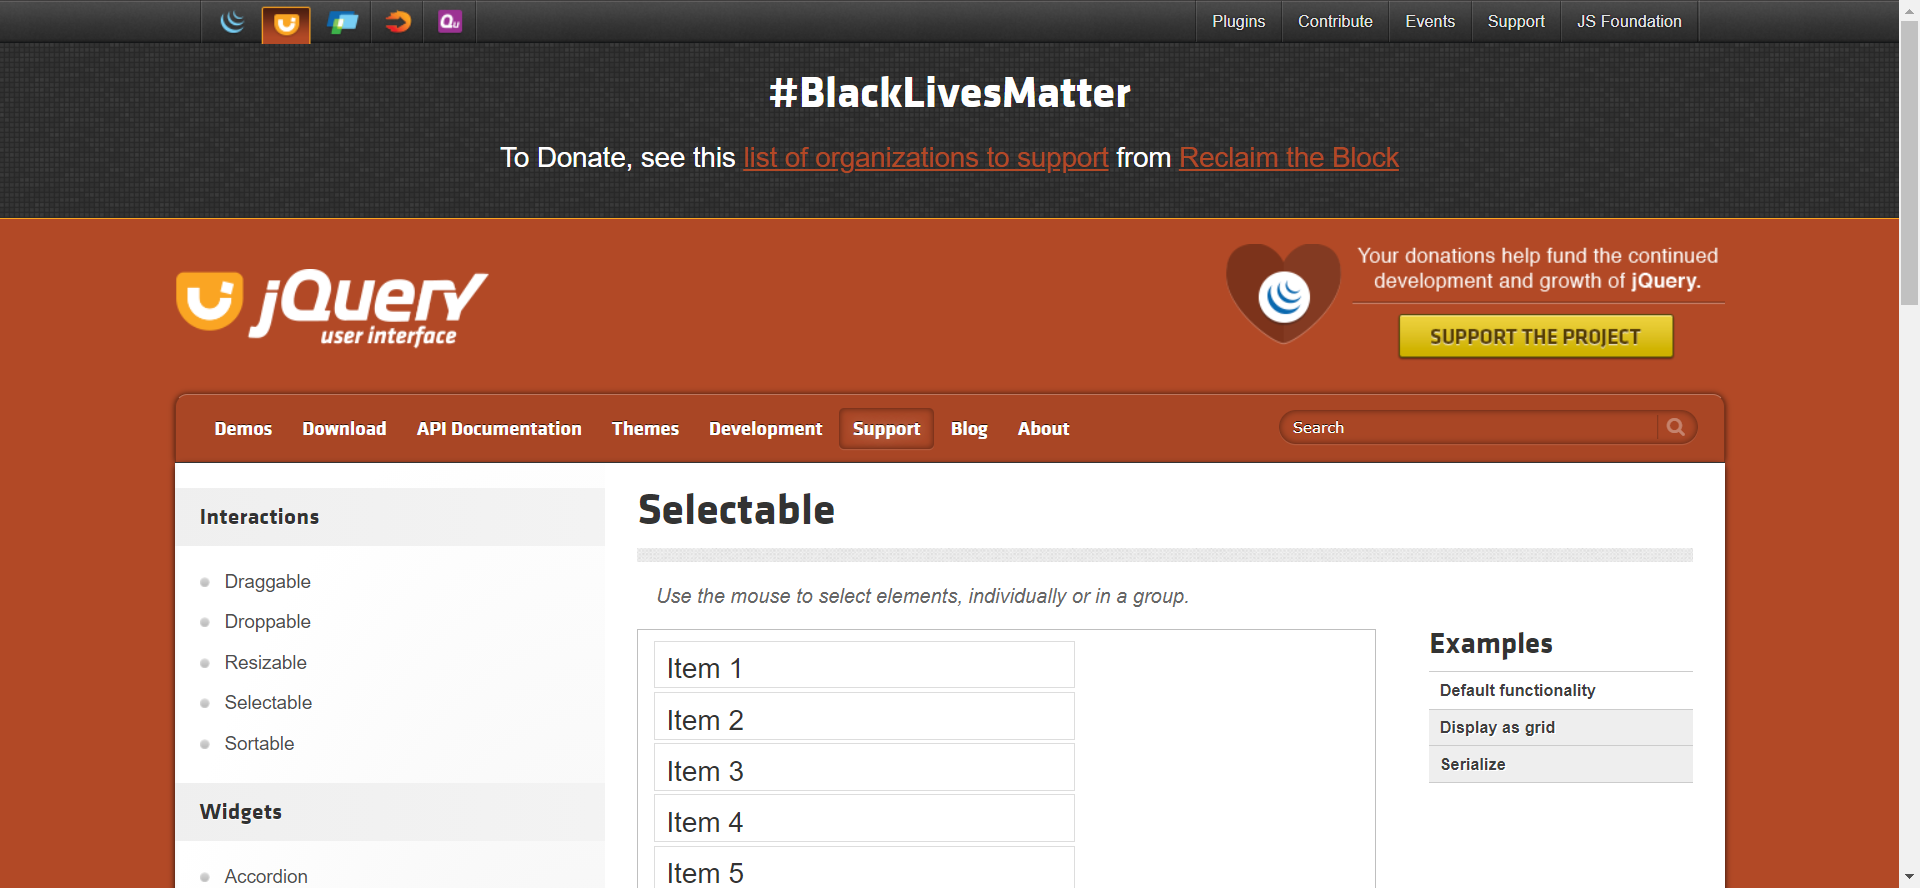 Qu
Plugins Contribute Events Support JS Foundation
#BlackLivesMatter
To Donate, see this list of organizations to support from Reclaim the Block
jQuery
user interface
Your donations help fund the continued
development and growth of jQuery.
SUPPORT THE PROJECT
Demos Download API Documentation Themes Development Support Blog About Search
Interactions
Draggable
Droppable
Resizable
Selectable
Sortable
Widgets
Accordion
Selectable
Use the mouse to select elements, individually or in a group.
Item 1
Item 2
Item 3
Item 4
Item 5
Examples
Default functionality
Display as grid
Serialize